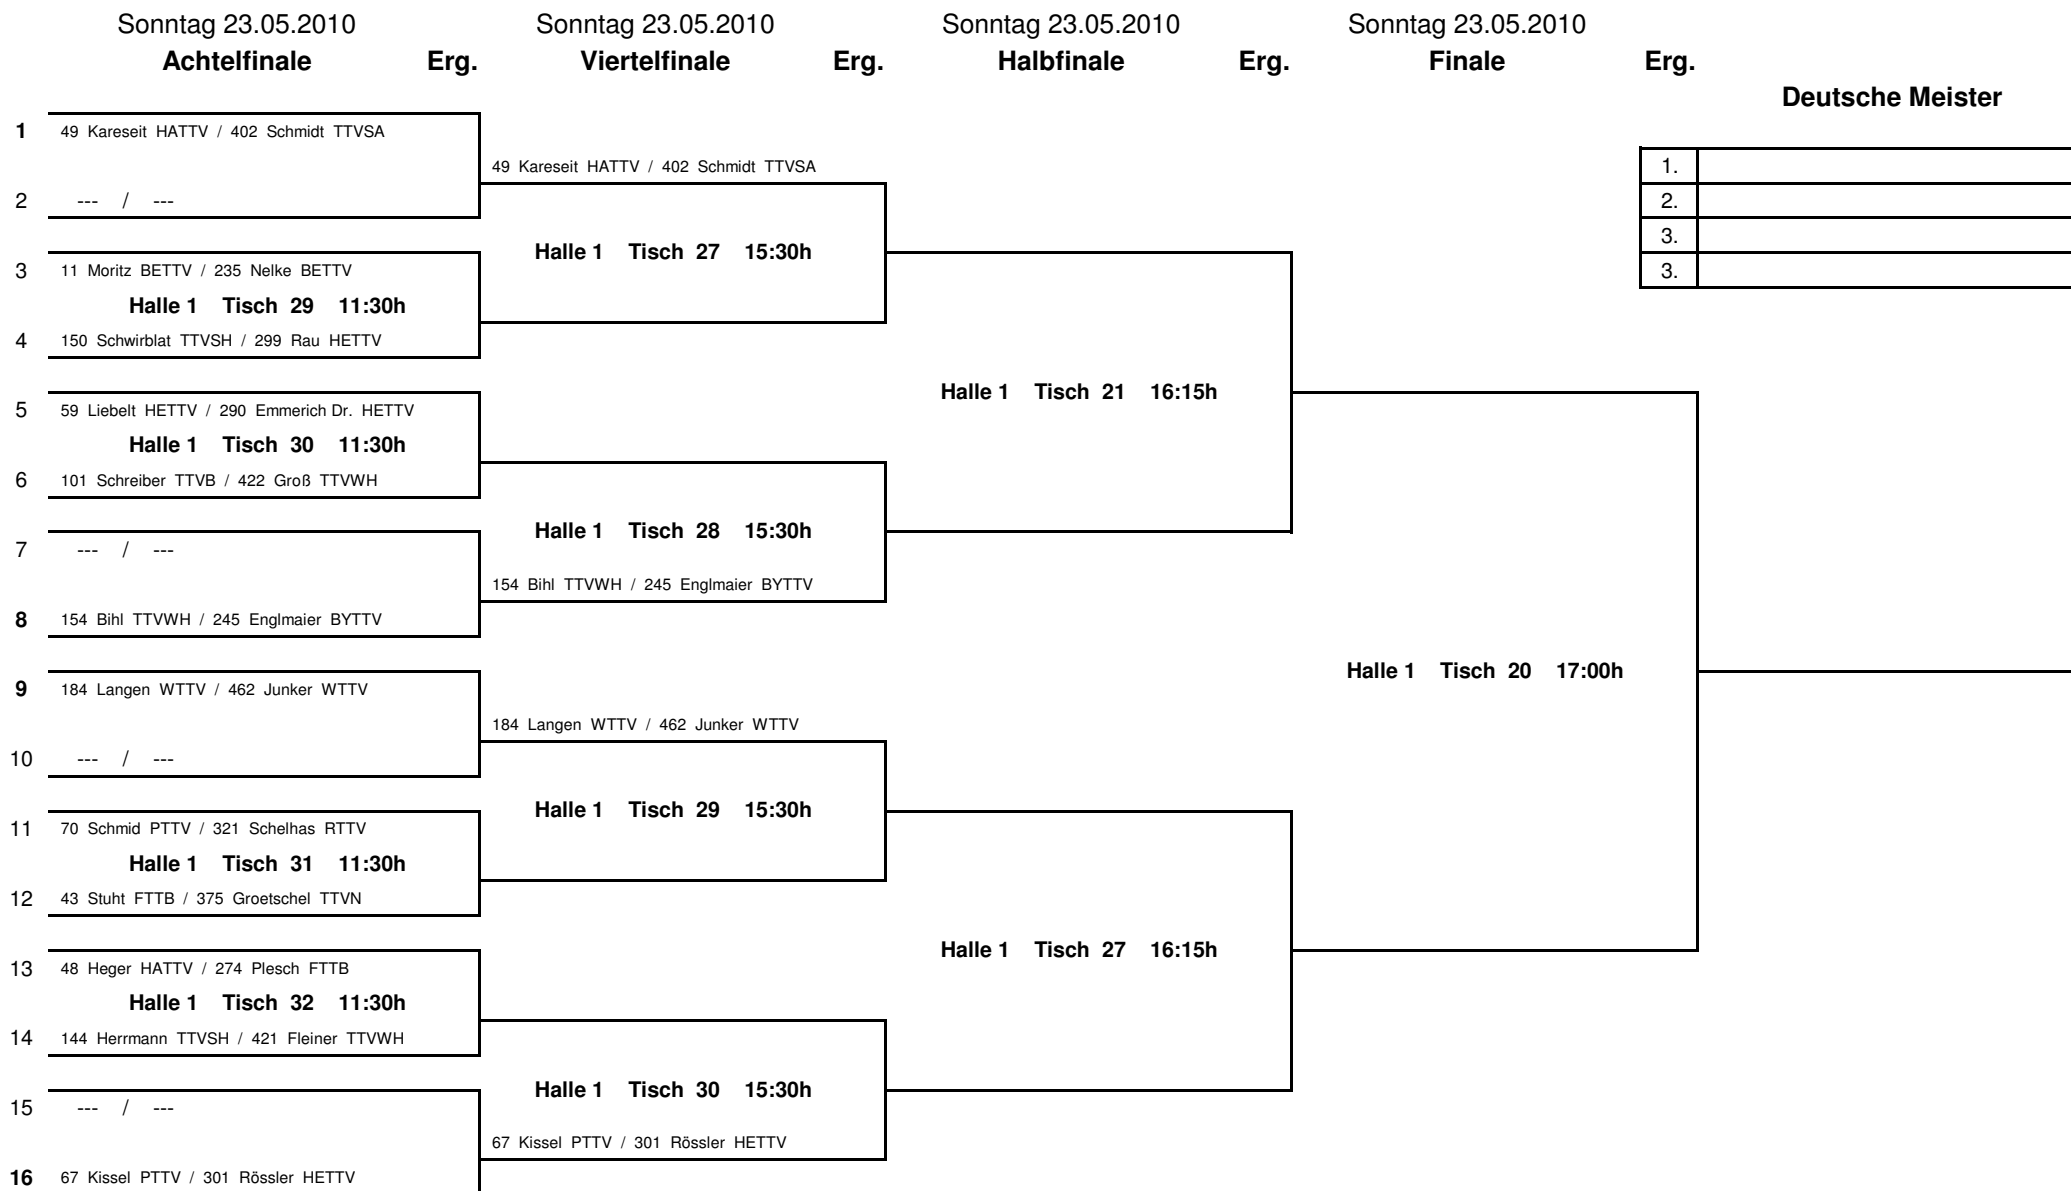 Sonntag 23.05.2010 Sonntag 23.05.2010 Sonntag 23.05.2010 Sonntag 23.05.2010
Achtelfinale Erg. Viertelfinale Erg. Halbfinale Erg. Finale Erg.
Deutsche Meister
1 49 Kareseit HATTV / 402 Schmidt TTVSA
49 Kareseit HATTV / 402 Schmidt TTVSA 1.
2 --- / --- 2.
Halle 1 Tisch 27 15:30h
3 11 Moritz BETTV / 235 Nelke BETTV 3.
Halle 1 Tisch 29 11:30h
4 150 Schwirblat TTVSH / 299 Rau HETTV
Halle 1 Tisch 21 16:15h
5 59 Liebelt HETTV / 290 Emmerich Dr. HETTV
Halle 1 Tisch 30 11:30h
6 101 Schreiber TTVB / 422 Groß TTVWH
Halle 1 Tisch 28 15:30h
7 --- / ---
154 Bihl TTVWH / 245 Englmaier BYTTV
8 154 Bihl TTVWH / 245 Englmaier BYTTV
Halle 1 Tisch 20 17:00h
9 184 Langen WTTV / 462 Junker WTTV
184 Langen WTTV / 462 Junker WTTV
10 --- / ---
Halle 1 Tisch 29 15:30h
11 70 Schmid PTTV / 321 Schelhas RTTV
Halle 1 Tisch 31 11:30h
12 43 Stuht FTTB / 375 Groetschel TTVN
Halle 1 Tisch 27 16:15h
13 48 Heger HATTV / 274 Plesch FTTB
Halle 1 Tisch 32 11:30h
14 144 Herrmann TTVSH / 421 Fleiner TTVWH
Halle 1 Tisch 30 15:30h
15 --- / ---
67 Kissel PTTV / 301 Rössler HETTV
16 67 Kissel PTTV / 301 Rössler HETTV
3.